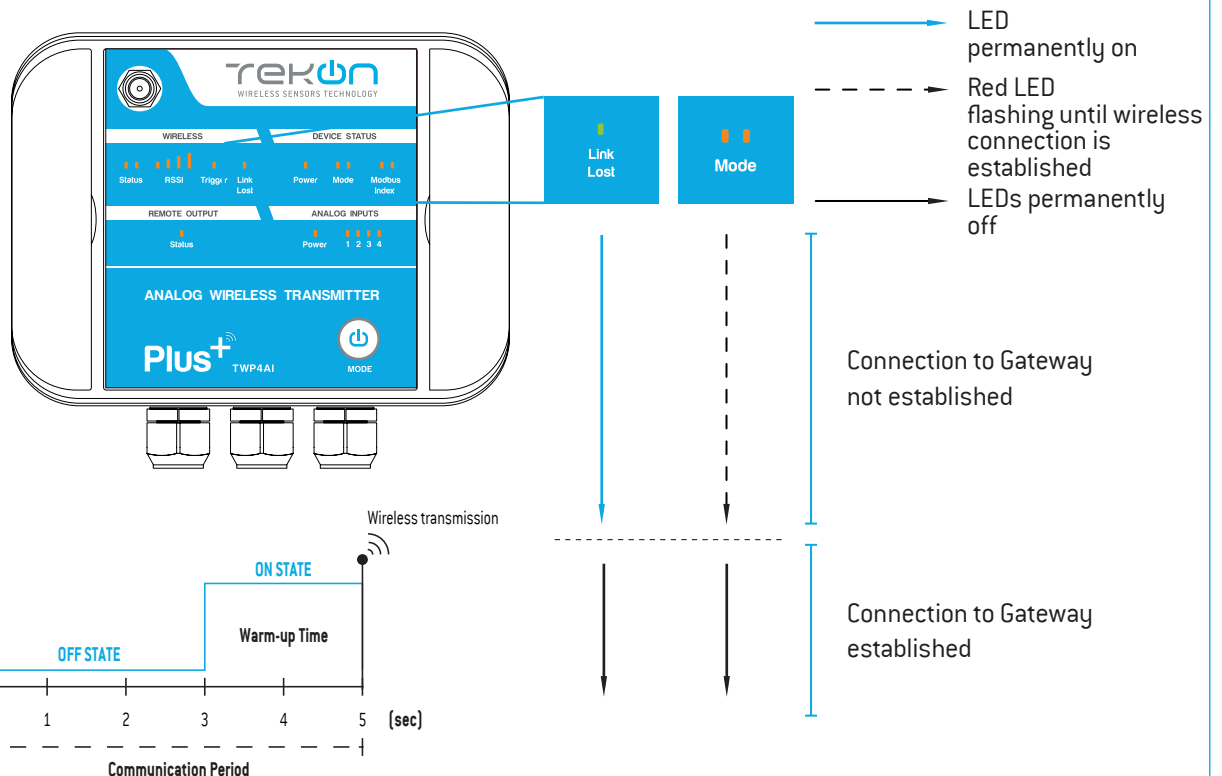 TEKON
WIRELESS SENSORS TECHNOLOGY
WIRELESS
DEVICE STATUS
Status
RSSI
Trigger
Link
Lost
Power
Mode
Modbus
index
REMOTE OUTPUT
ANALOG INPUTS
Status
Power
1 2 3 4
ANALOG WIRELESS TRANSMITTER
Plus+
TWP4AI
MODE
Link
Lost
Mode
LED
permanently on
Red LED
flashing until wireless
connection is
established
LEDs permanently
off
Connection to Gateway
not established
Connection to Gateway
established
Wireless transmission
ON STATE
Warm-up Time
OFF STATE
1 2 3 4 5 (sec)
Communication Period